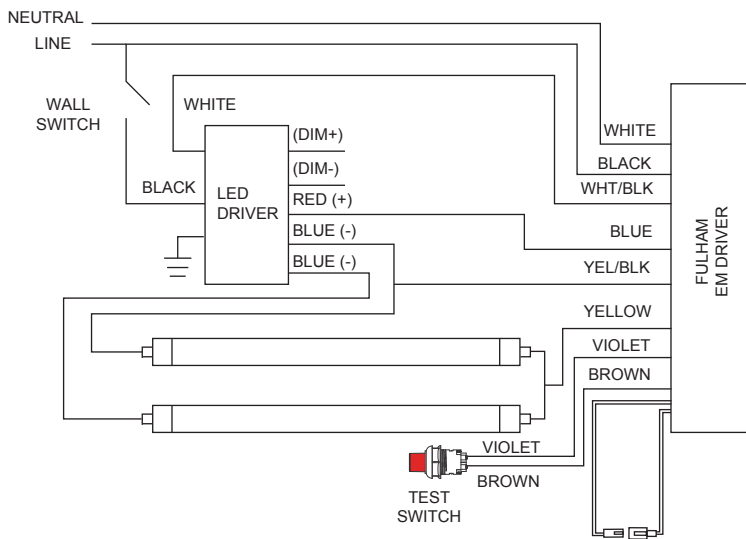 NEUTRAL
LINE
WALL
SWITCH
WHITE
BLACK
LED
DRIVER
(DIM+)
(DIM-)
RED (+)
BLUE (-)
BLUE (-)
WHITE
BLACK
WHT/BLK
BLUE
YEL/BLK
YELLOW
VIOLET
BROWN
FULHAM
EM DRIVER
VIOLET
BROWN
TEST
SWITCH